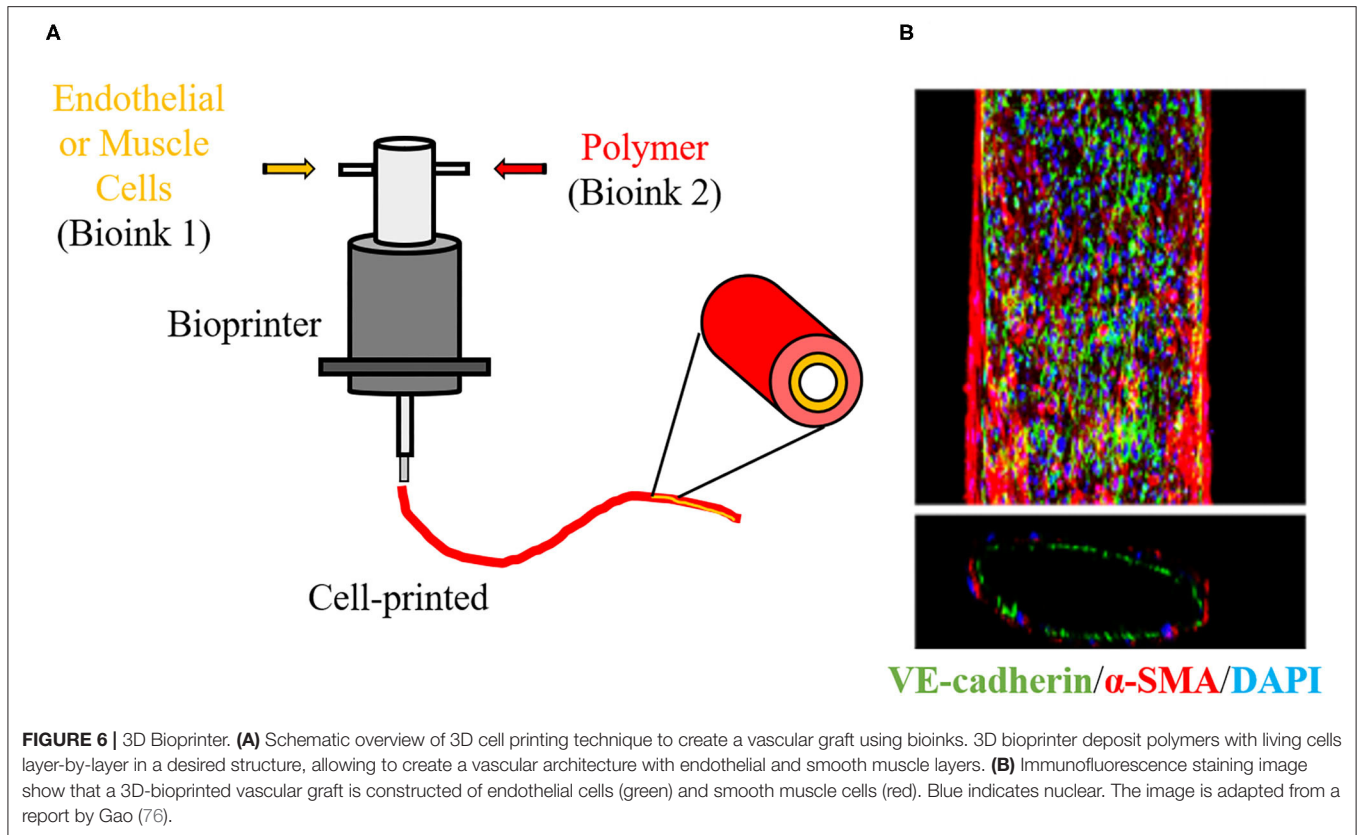 A
B
Endothelial
or Muscle
Cells
(Bioink 1)
Polymer
(Bioink 2)
Bioprinter
Cell-printed
VE-cadherin/α-SMA/DAPI
FIGURE 6 | 3D Bioprinter. (A) Schematic overview of 3D cell printing technique to create a vascular graft using bioinks. 3D bioprinter deposit polymers with living cells
layer-by-layer in a desired structure, allowing to create a vascular architecture with endothelial and smooth muscle layers. (B) Immunofluorescence staining image
show that a 3D-bioprinted vascular graft is constructed of endothelial cells (green) and smooth muscle cells (red). Blue indicates nuclear. The image is adapted from a
report by Gao (76).